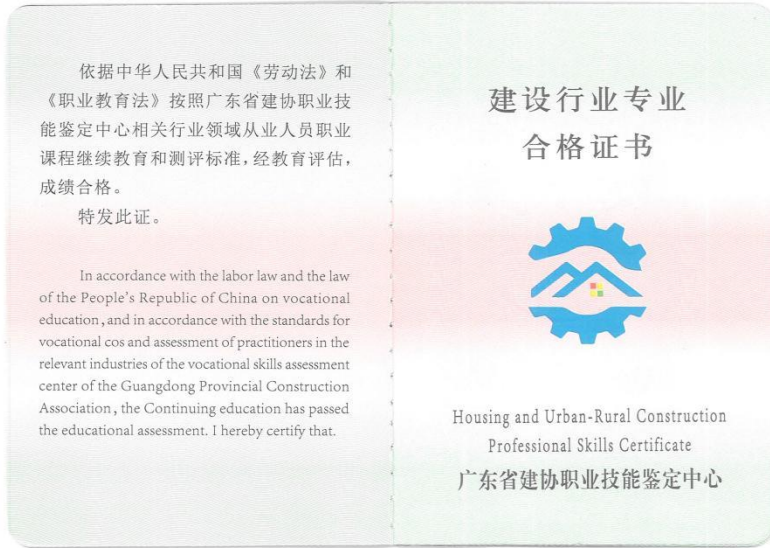 依据中华人民共和国《劳动法》和
《职业教育法》按照广东省建协职业技
能鉴定中心相关行业领域从业人员职业
课程继续教育和测评标准，经教育评估，
成绩合格。
特发此证。
In accordance with the labor law and the law
of the People's Republic of China on vocational
education, and in accordance with the standards for
vocational cos and assessment of practitioners in the
relevant industries of the vocational skills assessment
center of the Guangdong Provincial Construction
Association, the Continuing education has passed
the educational assessment. I hereby certify that.
建设行业专业
合格证书
Housing and Urban-Rural Construction
Professional Skills Certificate
广东省建协职业技能鉴定中心